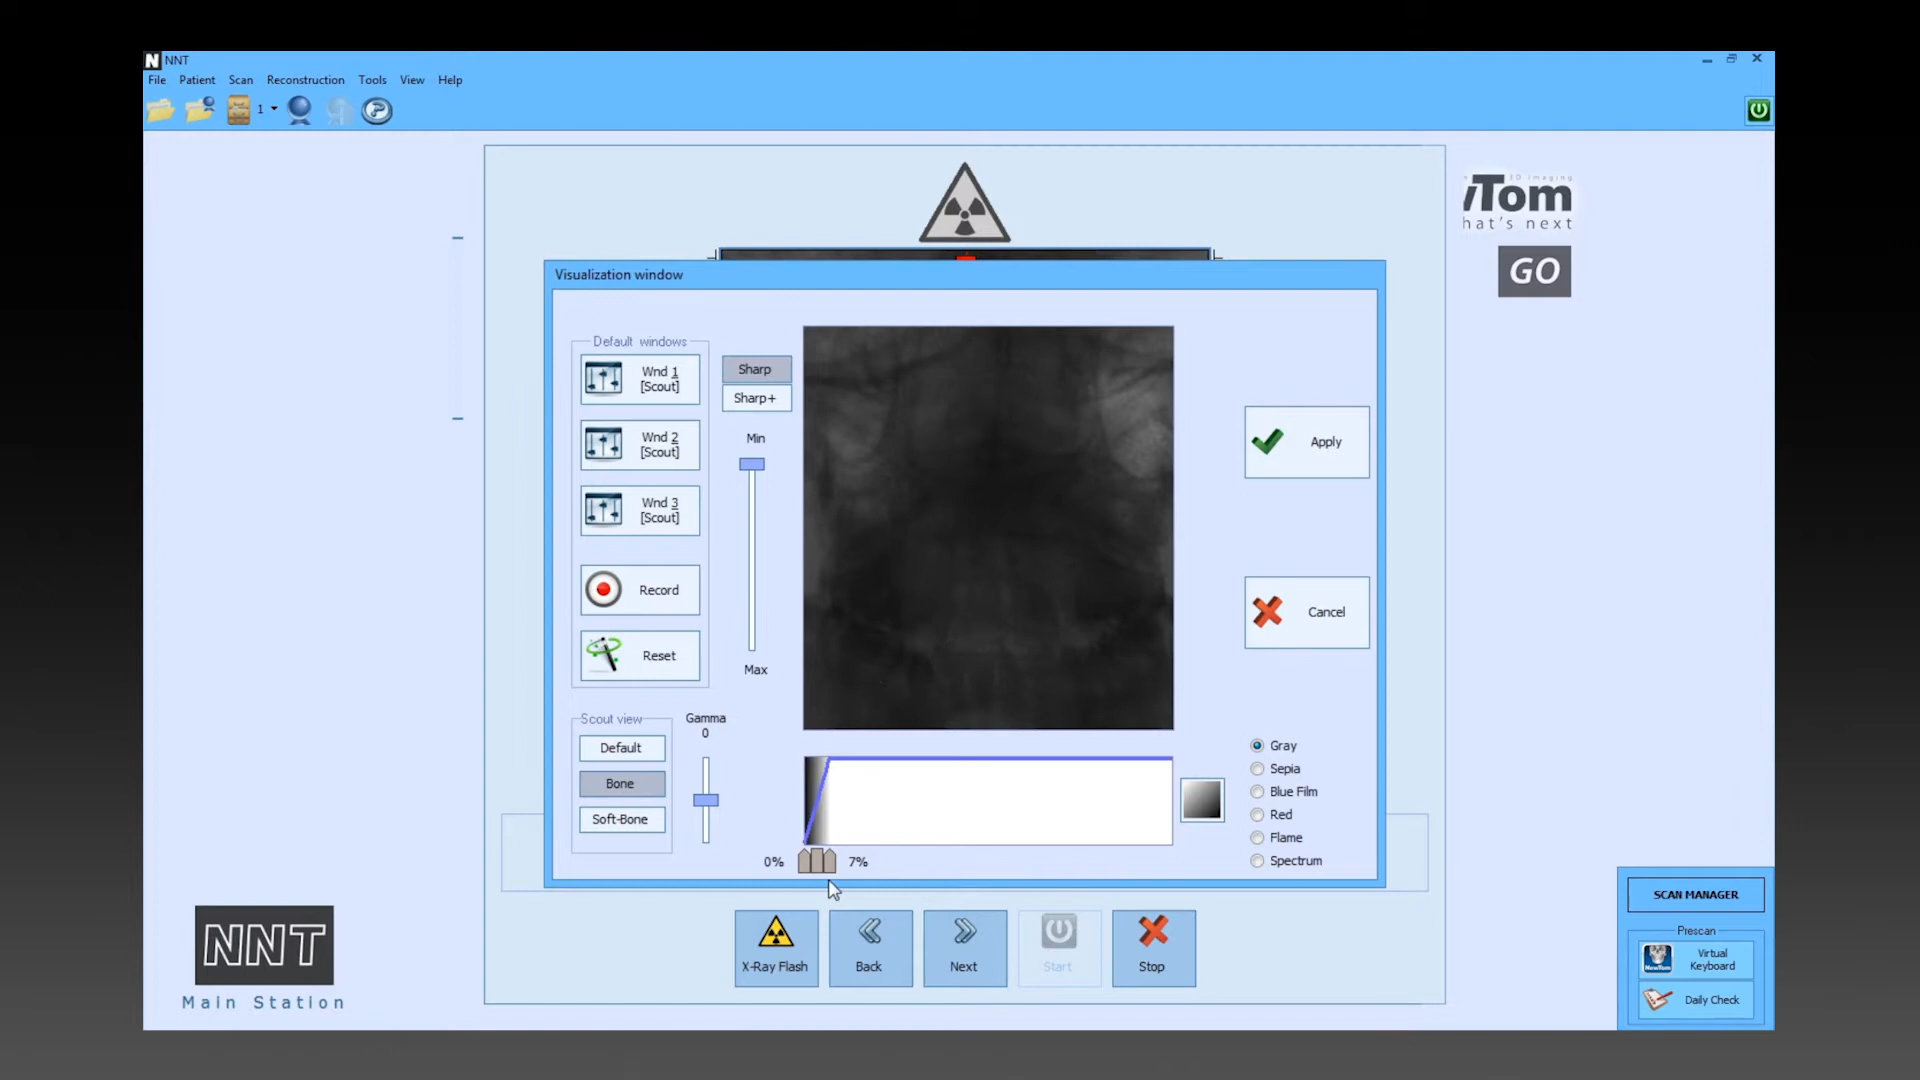 NNT
File Patient Scan Reconstruction Tools View Help
1
3D Imaging
Tom
hat's next
GO
Visualization window
Default windows
Wnd 1
[Scout]
Wnd 2
[Scout]
Wnd 3
[Scout]
Record
Reset
Sharp
Sharp+
Min
Max
Apply
Cancel
Scout view
Default
Bone
Soft-Bone
Gamma
0
0%
7%
Gray
Sepia
Blue Film
Red
Flame
Spectrum
X-Ray Flash
Back
Next
Start
Stop
NNT
Main Station
SCAN MANAGER
Prescan
NewTom
Virtual
Keyboard
Daily Check